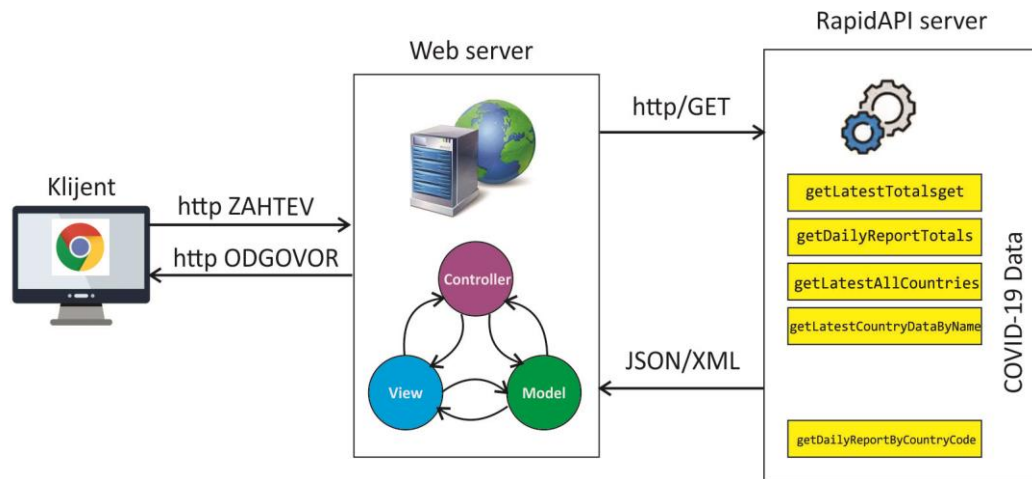 RapidAPI server
Web server
http/GET
Klijent
http ZAHTEV
http ODGOVOR
Controller
View
Model
JSON/XML
getLatestTotalsget
getDailyReportTotals
getLatestAllCountries
getLatestCountryDataByName
getDailyReportByCountryCode
COVID-19 Data